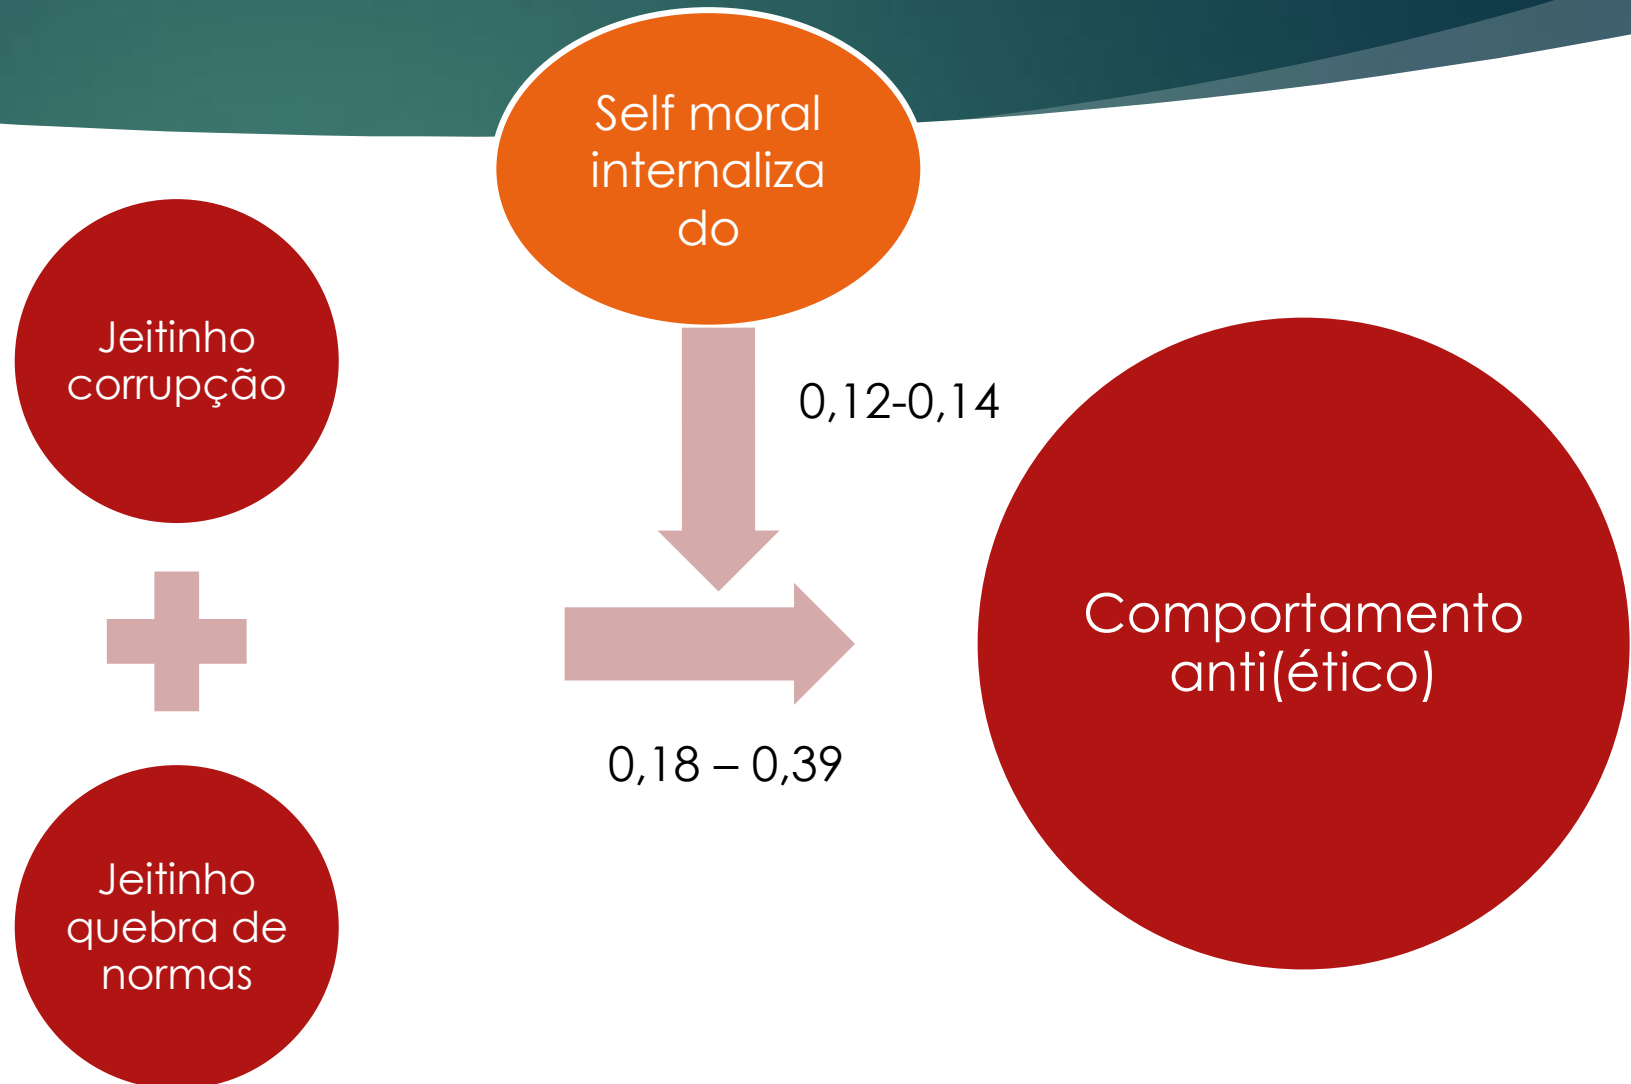 Self moral
internaliza
do
Jeitinho
corrupção
0,12-0,14
Comportamento
anti(ético)
0,18 – 0,39
Jeitinho
quebra de
normas